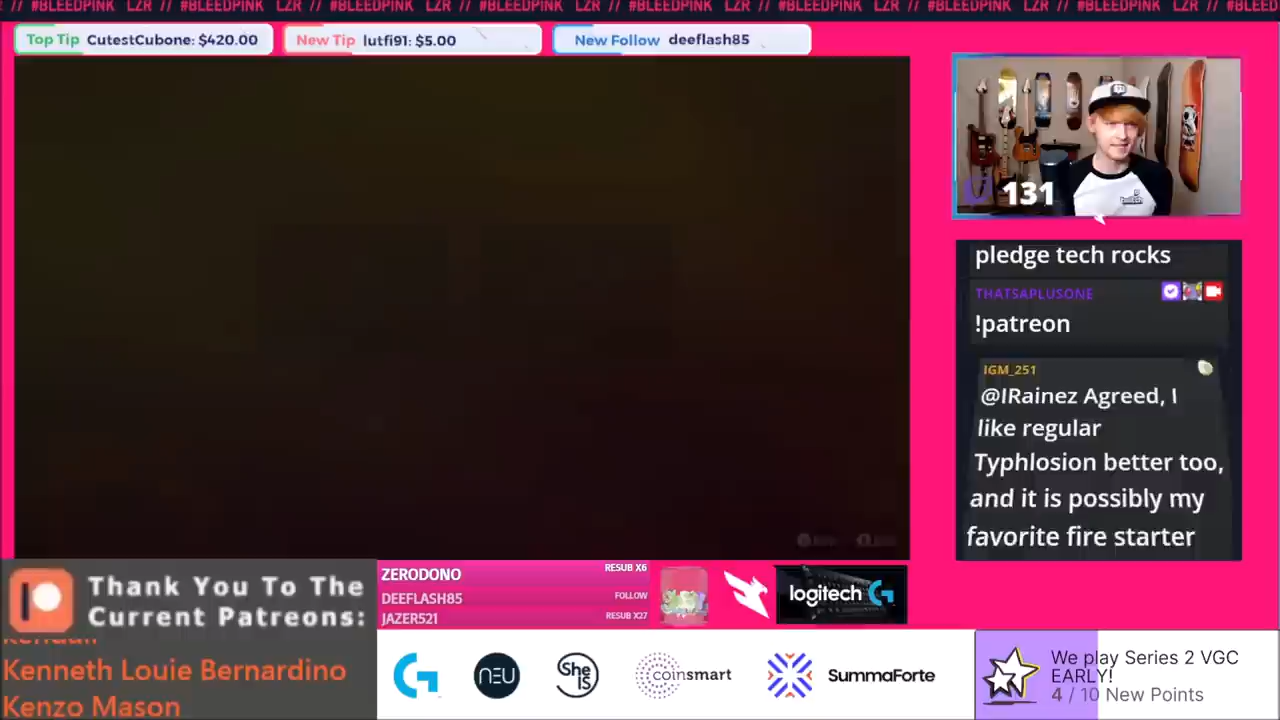 // #BLEEDPINK LZR // #BLEEDPINK LZR // #BLEEDPINK LZR // #BLEEDPINK LZR // #BLEEDPINK LZR // #BLEEDPINK LZR // #BLEEDPINK LZR // #BLEEDPINK LZR // #BLEED
Top Tip CutestCubone: $420.00
New Tip lutfi91: $5.00
New Follow deeflash85
131
pledge tech rocks
THATSAPLUSONE
!patreon
IGM_251
@IRainez Agreed, I
like regular
Typhlosion better too,
and it is possibly my
favorite fire starter
Thank You To The
Current Patreons:
Kenneth Louie Bernardino
Kenzo Mason
ZERODONO RESUB X6
DEEFLASH85 FOLLOW
JAZER521 RESUB X27
logitech G
G
NEU
She IS
coinsmart
SummaForte
We play Series 2 VGC
EARLY!
4 / 10 New Points